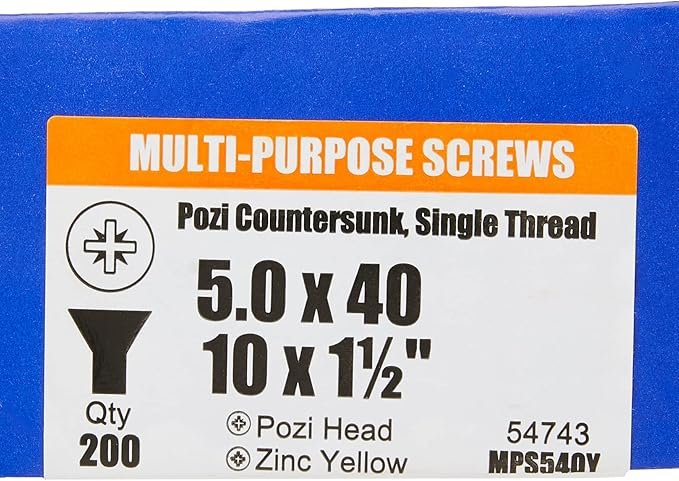 MULTI-PURPOSE SCREWS
Pozi Countersunk, Single Thread
5.0 x 40
10 x 1½"
Qty
200
Pozi Head
Zinc Yellow
54743
MPS540Y